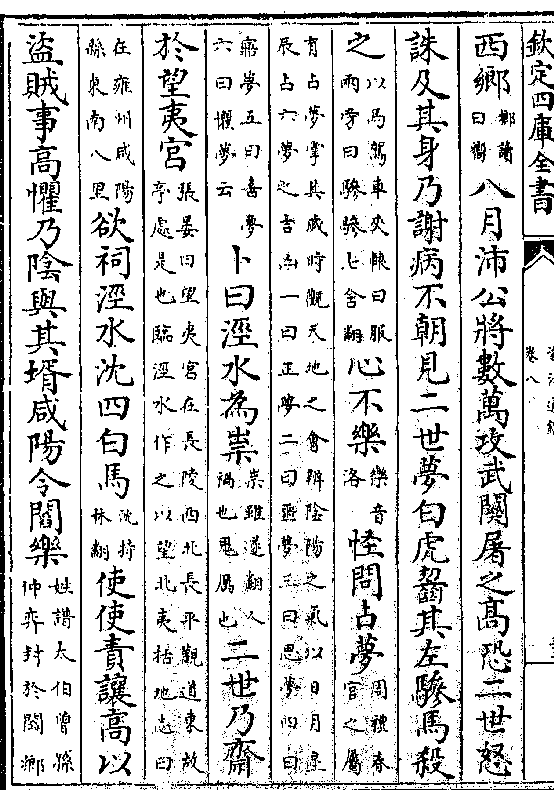 欽定四庫全書
卷八
西鄉鄉讀曰嚮八月沛公將數萬攻武關屠之高恐二世怒
誅及其身乃謝病不朝見二世夢白虎齧其左驂馬殺
之以馬駕車夾轅曰服兩旁曰驂驂七含翻心不樂樂音洛怪問占夢周禮春官之屬
有占夢掌其歲時觀天地之會辨陰陽之氣以日月星辰占六夢之吉凶一曰正夢二曰噩夢三曰思夢四曰
寤夢五曰喜夢六曰懼夢云卜曰涇水為祟祟雖遂翻人禍也鬼厲也二世乃齋
於望夷宮張晏曰望夷宮在長陵西北長平觀道東故亭處是也臨涇水作之以望北夷括地志曰
在雍州咸陽縣東南八里欲祠涇水沈四白馬沈持林翻使使責讓高以
盜賊事高懼乃陰與其壻咸陽令閻樂姓譜太伯曾孫仲奕封於閻鄉